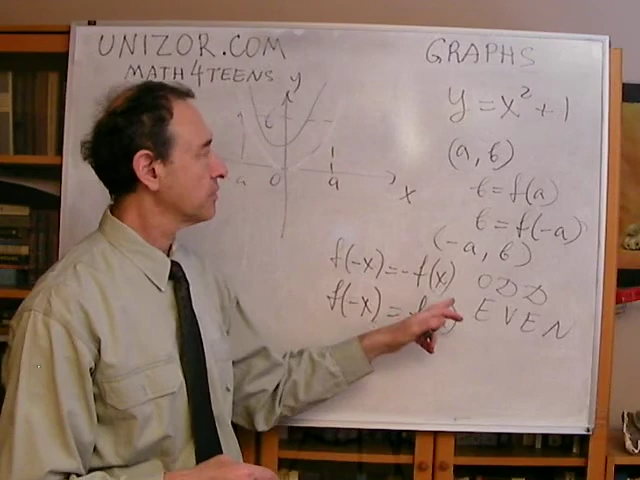 UNIZOR.COM
MATH4TEENS
GRAPHS
y
y = x² + 1
б
a
0
a
x
(a, б)
б = f(a)
б = f(-a)
(-a, б)
f(-x) = -f(x) ODD
f(-x) = EVEN